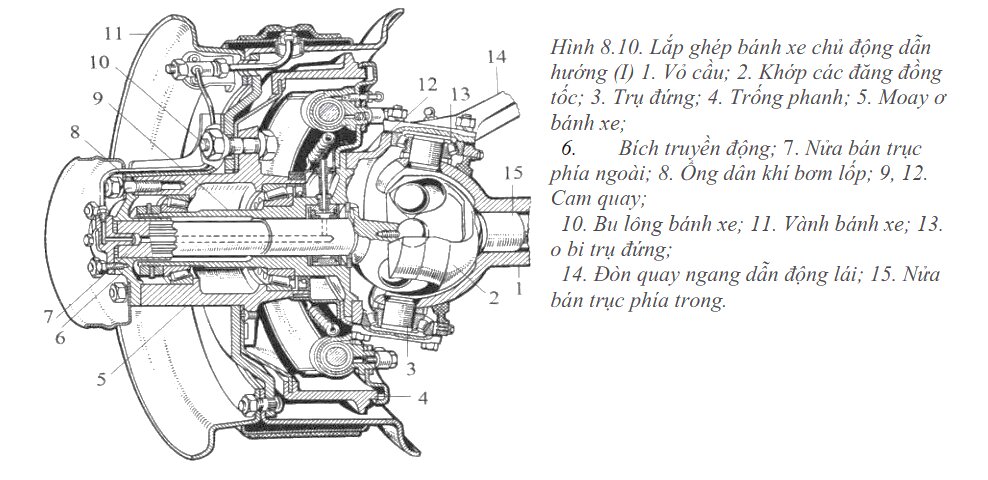 11
10
9
8
7
6
5
14
12
13
15
1
2
3
4
Hình 8.10. Lắp ghép bánh xe chủ động dẫn
hướng (I) 1. Vỏ cầu; 2. Khớp các đăng đồng
tốc; 3. Trụ đứng; 4. Trống phanh; 5. Moay ơ
bánh xe;
6. Bích truyền động; 7. Nửa bán trục
phía ngoài; 8. Ống dân khí bơm lốp; 9, 12.
Cam quay;
10. Bu lông bánh xe; 11. Vành bánh xe; 13.
o bi trụ đứng;
14. Đòn quay ngang dẫn động lái; 15. Nửa
bán trục phía trong.